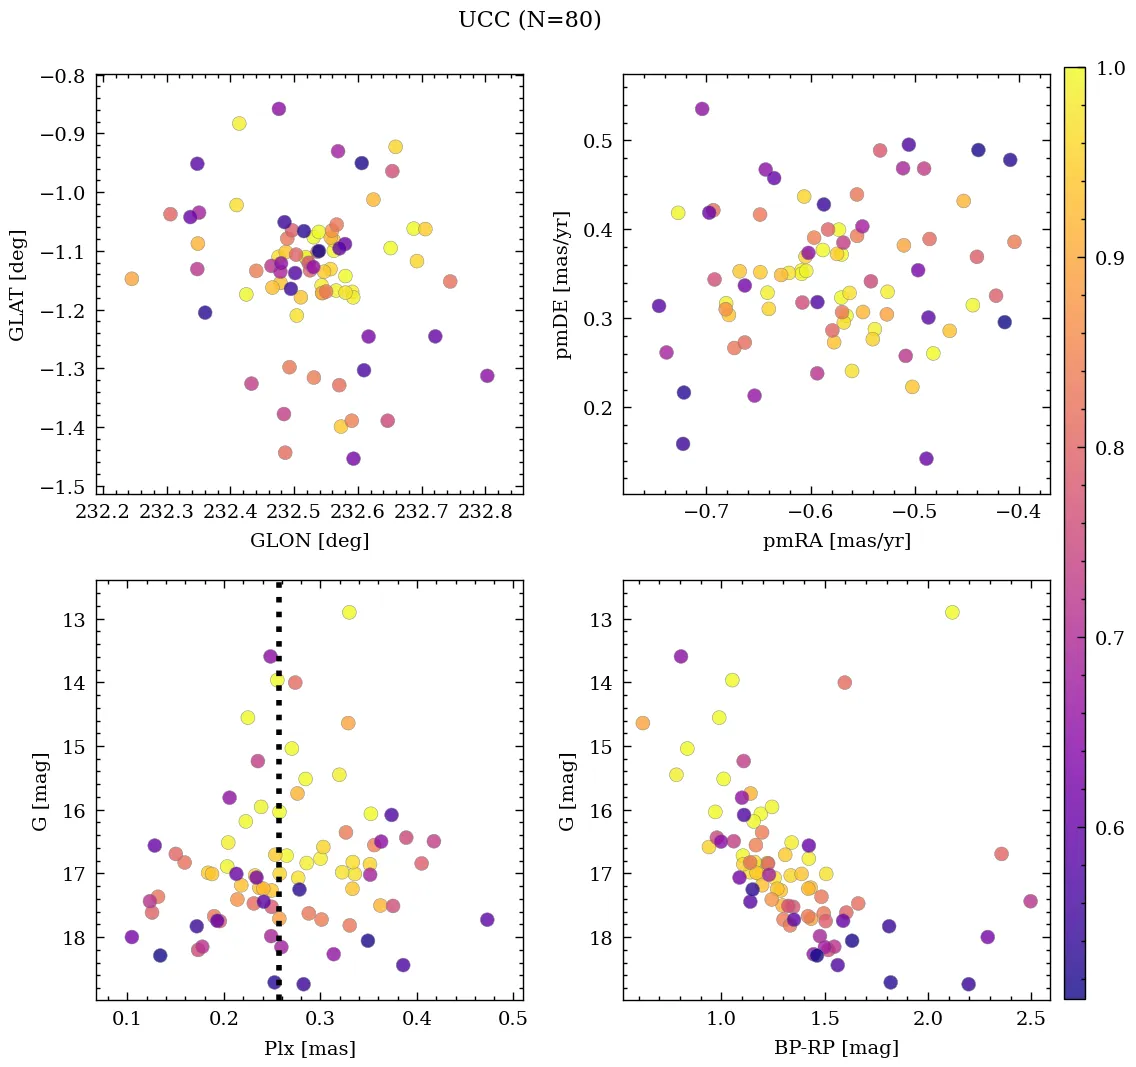 UCC (N=80)
−0.8
−0.9
−1.0
−1.1
−1.2
−1.3
−1.4
−1.5
GLAT [deg]
232.2 232.3 232.4 232.5 232.6 232.7 232.8
GLON [deg]
0.5
0.4
0.3
0.2
pmDE [mas/yr]
−0.7 −0.6 −0.5 −0.4
pmRA [mas/yr]
13
14
15
16
17
18
G [mag]
0.1 0.2 0.3 0.4 0.5
Plx [mas]
13
14
15
16
17
18
G [mag]
1.0 1.5 2.0 2.5
BP-RP [mag]
1.0
0.9
0.8
0.7
0.6